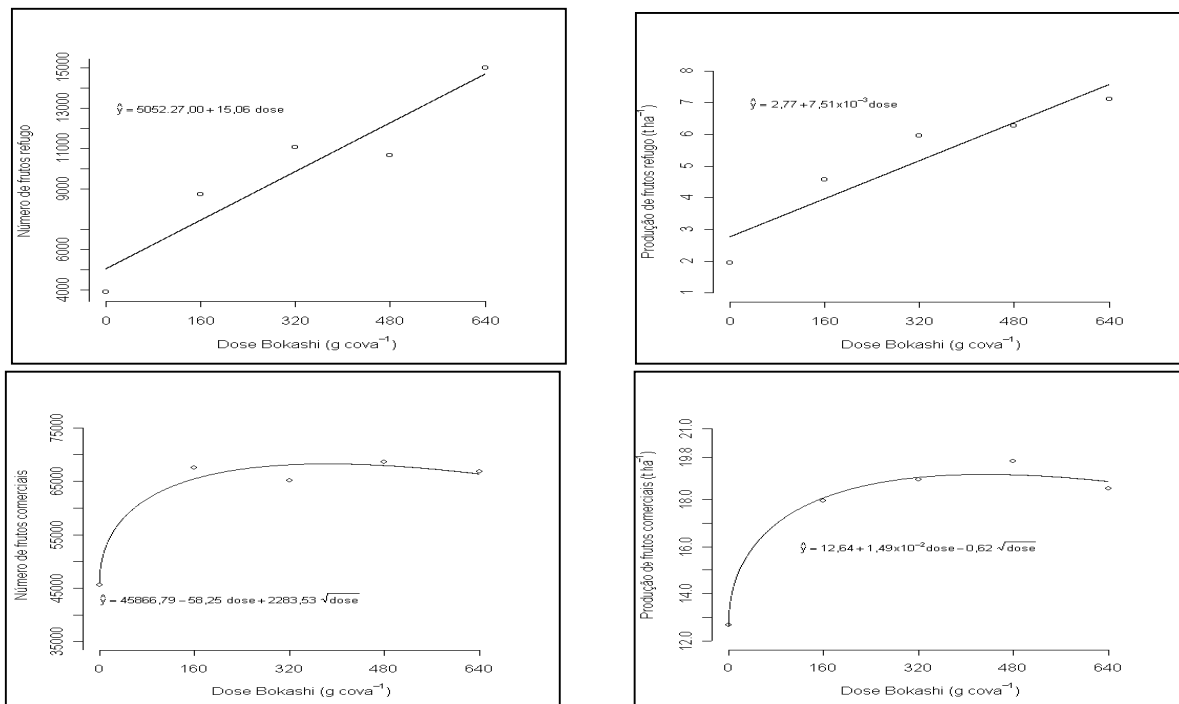 Número de frutos refugo
15000
13000
11000
9000
6000
4000
ŷ = 5052.27,00 + 15,06 dose
0 160 320 480 640
Dose Bokashi (g cova⁻¹)
Produção de frutos refugo (t ha⁻¹)
8
7
6
5
4
3
2
1
ŷ = 2,77 + 7,51x10⁻³ dose
0 160 320 480 640
Dose Bokashi (g cova⁻¹)
Número de frutos comerciais
75000
65000
55000
45000
35000
ŷ = 45866,79 − 58,25 dose + 2283,53 √dose
0 160 320 480 640
Dose Bokashi (g cova⁻¹)
Produção de frutos comerciais (t ha⁻¹)
21.0
19.8
18.0
16.0
14.0
12.0
ŷ = 12,64 + 1,49x10⁻² dose − 0,62 √dose
0 160 320 480 640
Dose Bokashi (g cova⁻¹)